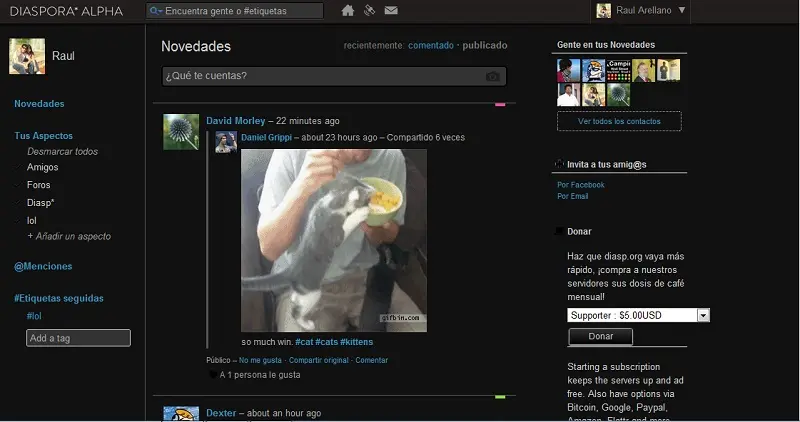 DIASPORA* ALPHA
Encuentra gente o #etiquetas
Raul Arellano
Raul
Novedades
Tus Aspectos
Desmarcar todos
Amigos
Foros
Diasp*
lol
+ Añadir un aspecto
@Menciones
#Etiquetas seguidas
#lol
Add a tag
Novedades
recientemente: comentado · publicado
¿Qué te cuentas?
David Morley – 22 minutes ago
Daniel Grippi – about 23 hours ago – Compartido 6 veces
gifbin.com
so much win. #cat #cats #kittens
Público – No me gusta · Compartir original · Comentar
A 1 persona le gusta
Dexter – about an hour ago
Gente en tus Novedades
¡Campi
Ver todos los contactos
Invita a tus amig@s
Por Facebook
Por Email
Donar
Haz que diasp.org vaya más
rápido, ¡compra a nuestros
servidores sus dosis de café
mensual!
Supporter : $5.00USD
Donar
Starting a subscription
keeps the servers up and ad
free. Also have options via
Bitcoin, Google, Paypal,
Amazon, Flattr and more